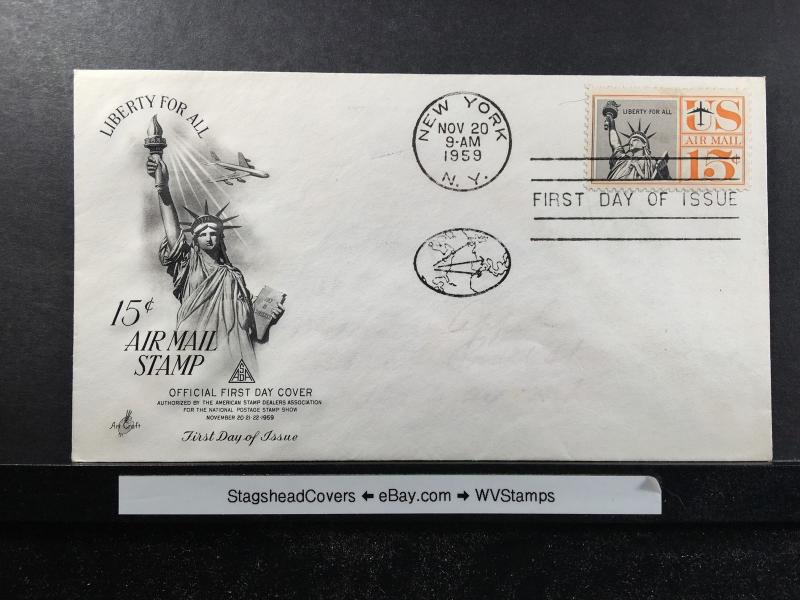 LIBERTY FOR ALL
15¢
AIR MAIL
STAMP
ASDA
OFFICIAL FIRST DAY COVER
AUTHORIZED BY THE AMERICAN STAMP DEALERS ASSOCIATION
FOR THE NATIONAL POSTAGE STAMP SHOW
NOVEMBER 20-21-22-1959
Art Craft
First Day of Issue
NEW YORK
NOV 20
9-AM
1959
N. Y.
LIBERTY FOR ALL
US
AIR MAIL
15¢
FIRST DAY OF ISSUE
StagsheadCovers ← eBay.com → WVStamps